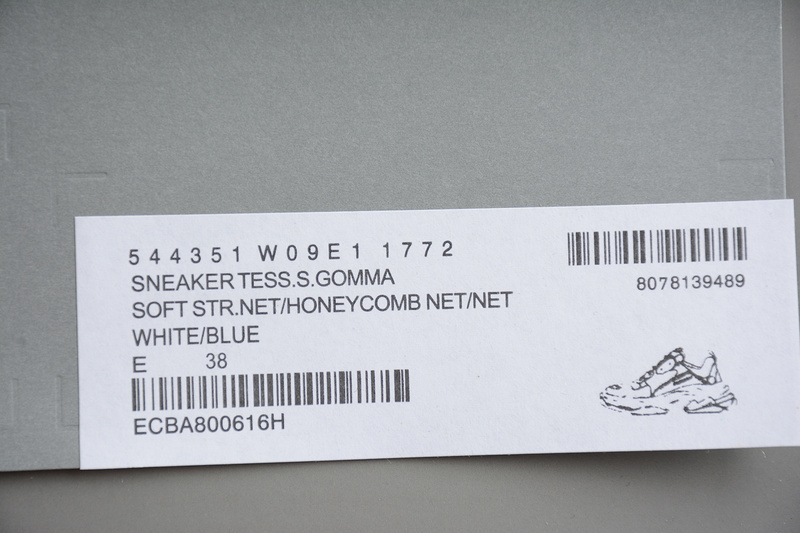 544351 W09E1 1772
SNEAKER TESS.S.GOMMA
SOFT STR.NET/HONEYCOMB NET/NET
WHITE/BLUE
E 38
ECBA800616H
8078139489